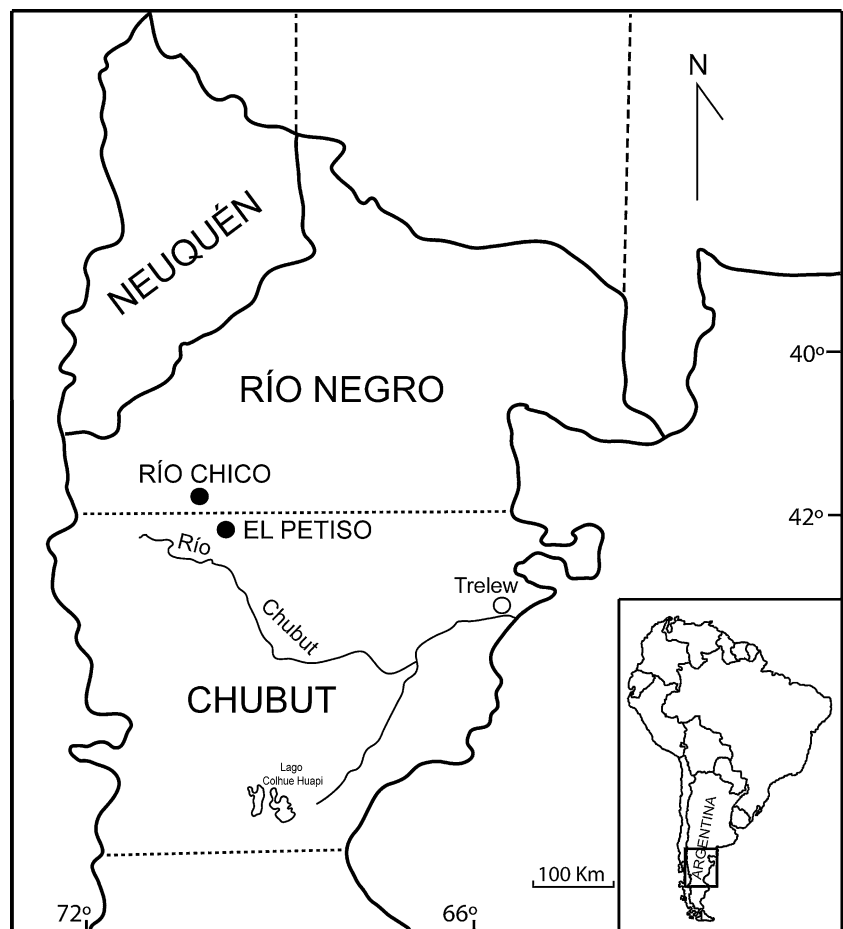 N
NEUQUÉN
40º
RÍO NEGRO
RÍO CHICO
42º
EL PETISO
Río
Trelew
Chubut
CHUBUT
Lago
Colhue Huapi
ARGENTINA
100 Km
72º
66º